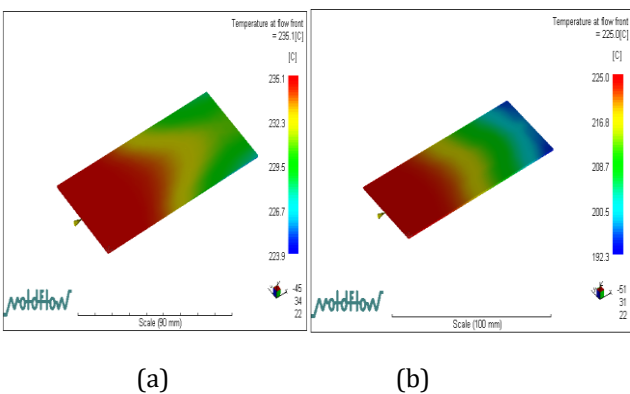 Temperature at flow front
= 235.1[C]
[C]
235.1
232.3
229.5
226.7
223.9
moldflow
Scale (90 mm)
-45
34
22
(a)
Temperature at flow front
= 225.0[C]
[C]
225.0
216.8
208.7
200.5
192.3
moldflow
Scale (100 mm)
-51
31
22
(b)